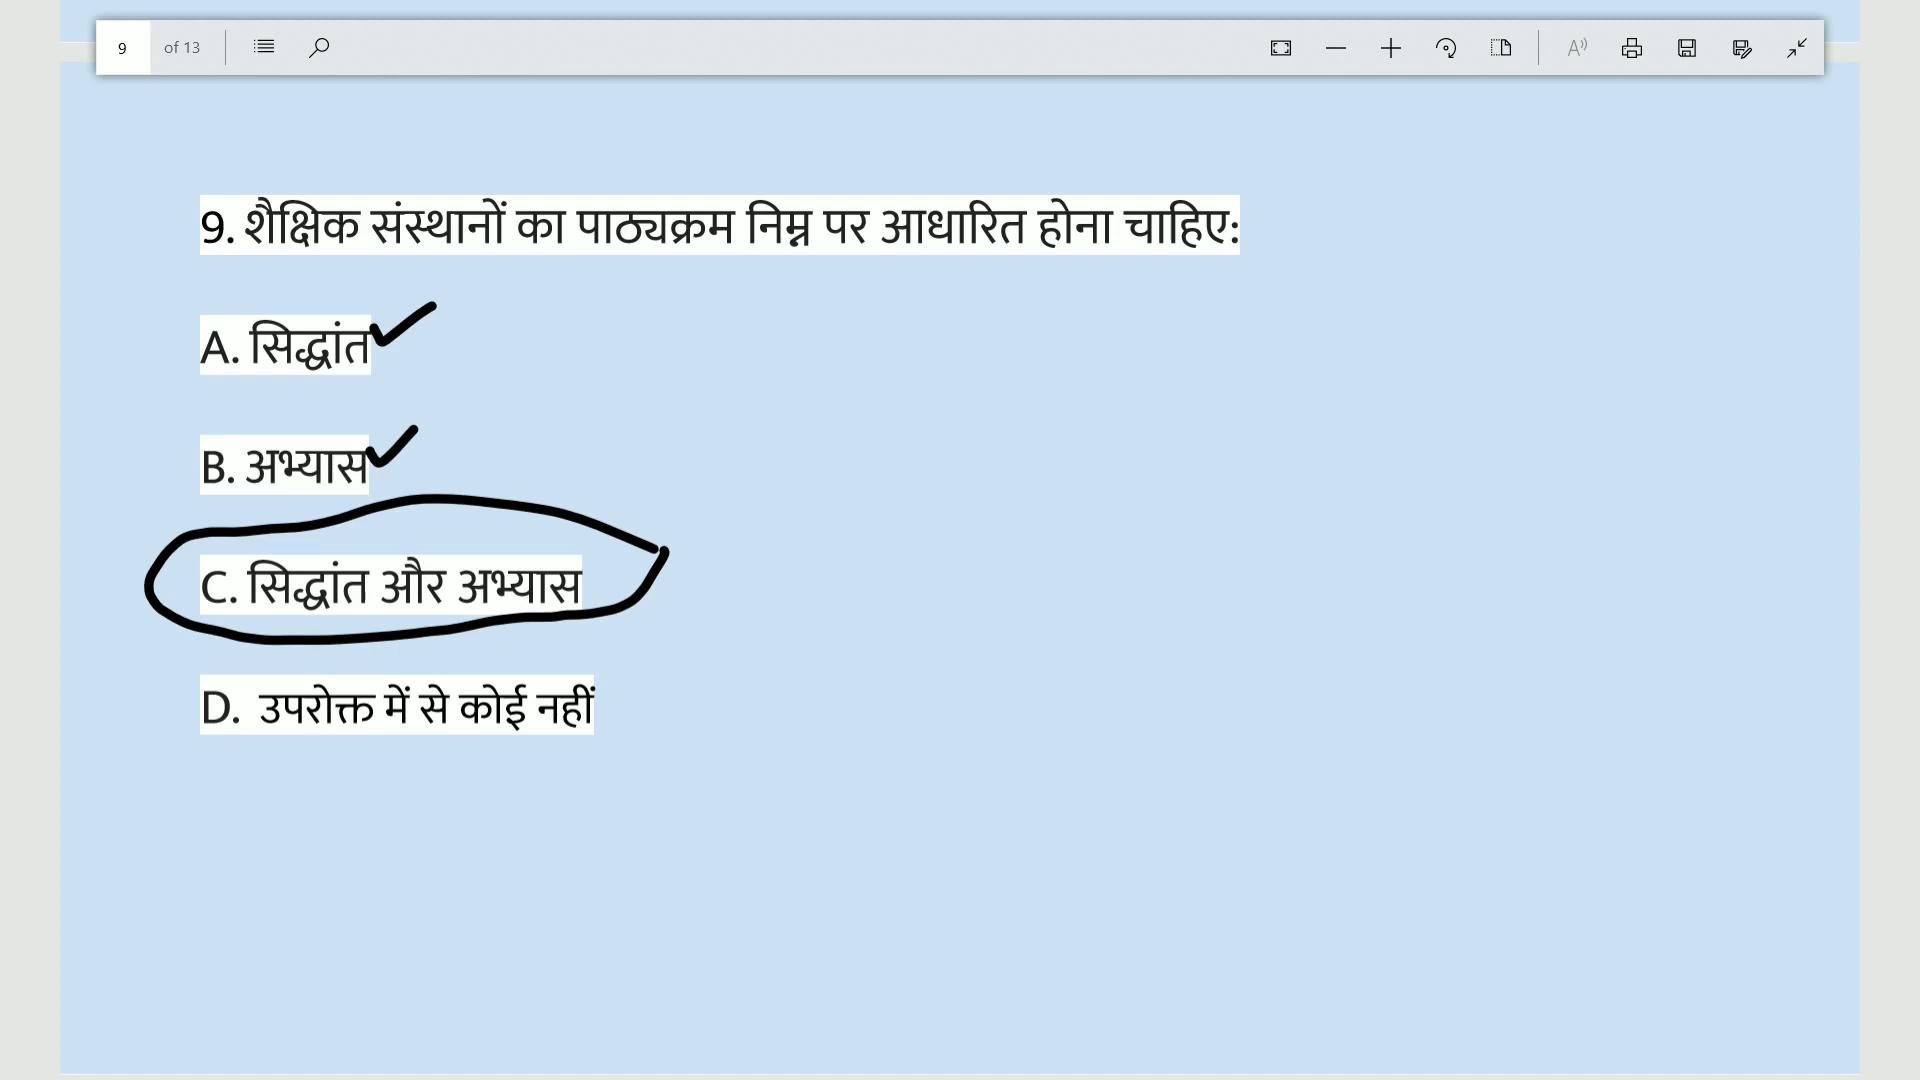 9 of 13
9. शैक्षिक संस्थानों का पाठ्यक्रम निम्न पर आधारित होना चाहिए:
A. सिद्धांत
B. अभ्यास
C. सिद्धांत और अभ्यास
D. उपरोक्त में से कोई नहीं